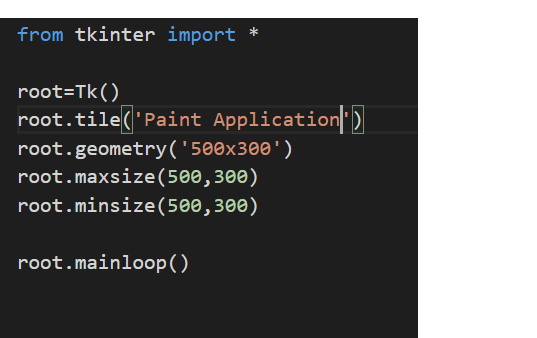 from tkinter import *
root=Tk()
root.tile('Paint Application')
root.geometry('500x300')
root.maxsize(500,300)
root.minsize(500,300)
root.mainloop()